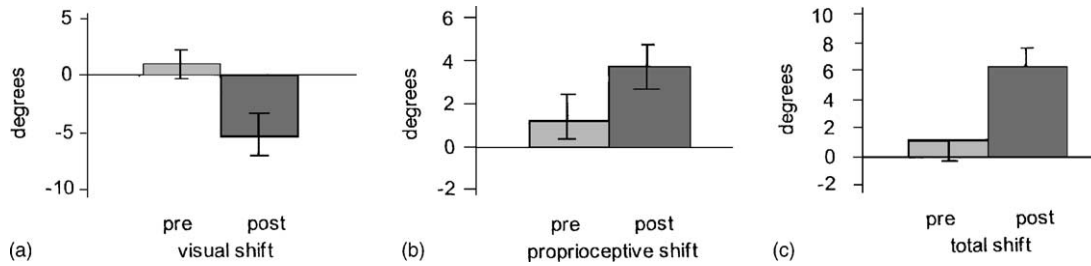 degrees
5
0
-5
-10
pre post
(a) visual shift
degrees
6
4
2
0
-2
pre post
(b) proprioceptive shift
degrees
10
8
6
4
2
0
-2
pre post
(c) total shift